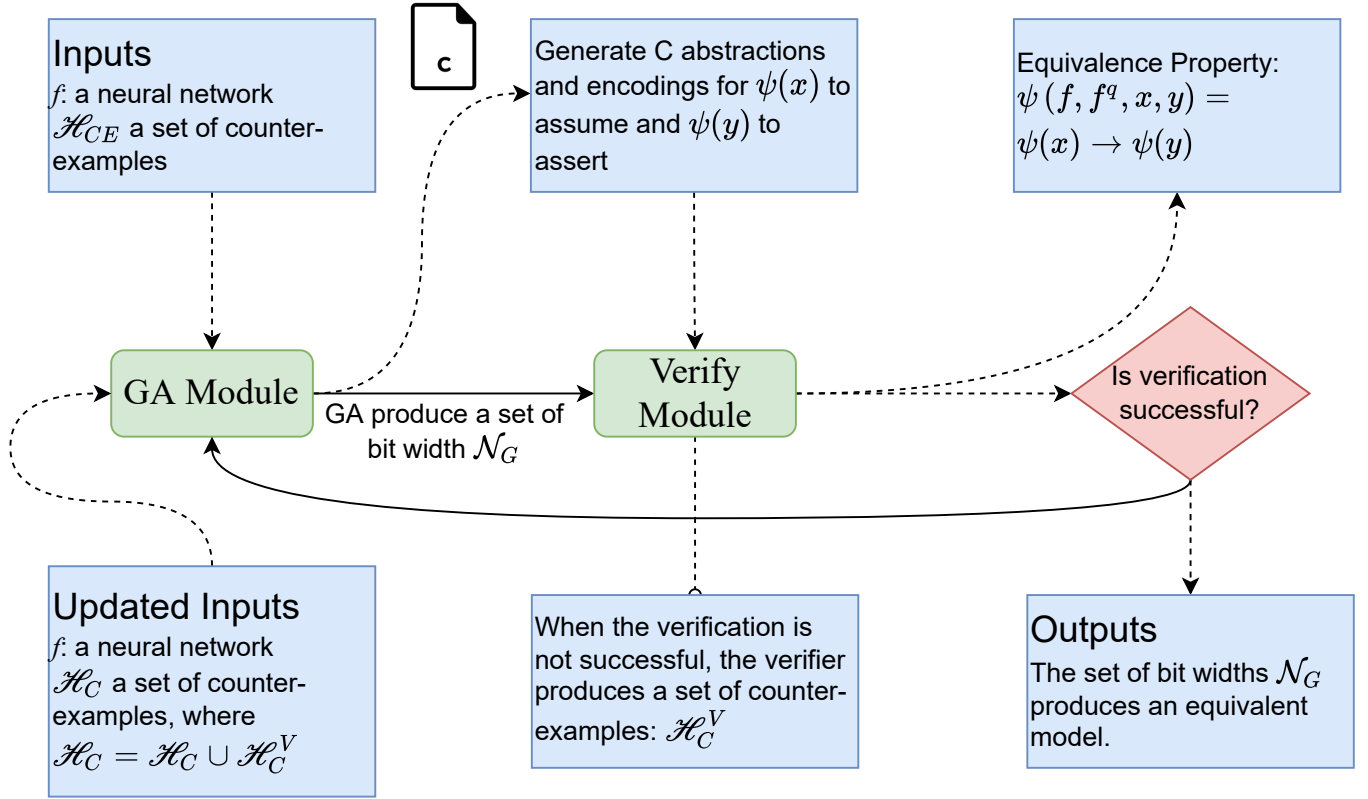 Inputs
f: a neural network
ℋ_{CE} a set of counter-
examples
C
Generate C abstractions
and encodings for ψ(x) to
assume and ψ(y) to
assert
Equivalence Property:
ψ (f, f^q, x, y) =
ψ(x) → ψ(y)
GA Module
GA produce a set of
bit width 𝒩_G
Verify
Module
Is verification
successful?
Updated Inputs
f: a neural network
ℋ_C a set of counter-
examples, where
ℋ_C = ℋ_C ∪ ℋ_C^V
When the verification is
not successful, the verifier
produces a set of counter-
examples: ℋ_C^V
Outputs
The set of bit widths 𝒩_G
produces an equivalent
model.